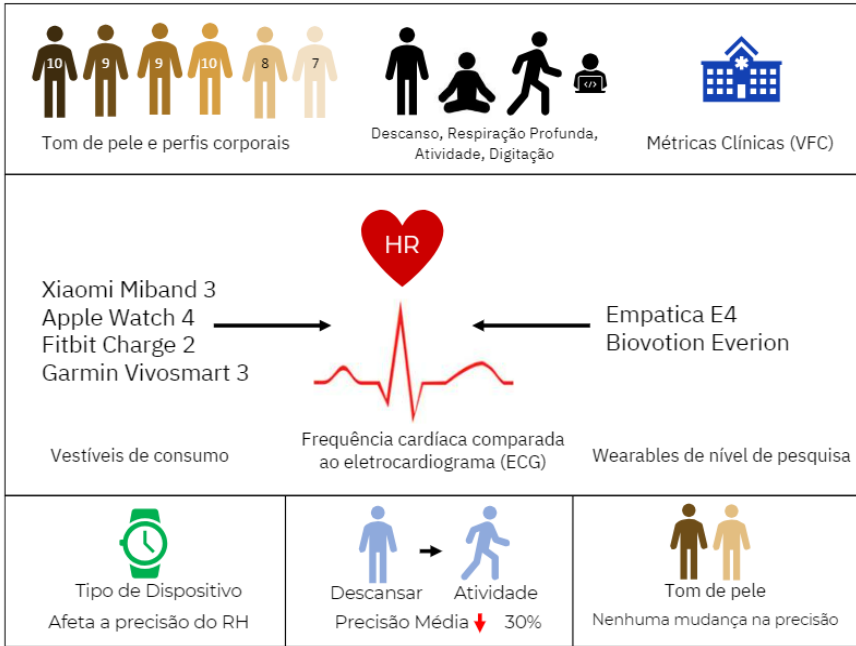 10 9 9 10 8 7
Tom de pele e perfis corporais
</>
Descanso, Respiração Profunda,
Atividade, Digitação
Métricas Clínicas (VFC)
HR
Xiaomi Miband 3
Apple Watch 4
Fitbit Charge 2
Garmin Vivosmart 3
Vestíveis de consumo
Frequência cardíaca comparada
ao eletrocardiograma (ECG)
Empatica E4
Biovotion Everion
Wearables de nível de pesquisa
Tipo de Dispositivo
Afeta a precisão do RH
Descansar Atividade
Precisão Média 30%
Tom de pele
Nenhuma mudança na precisão